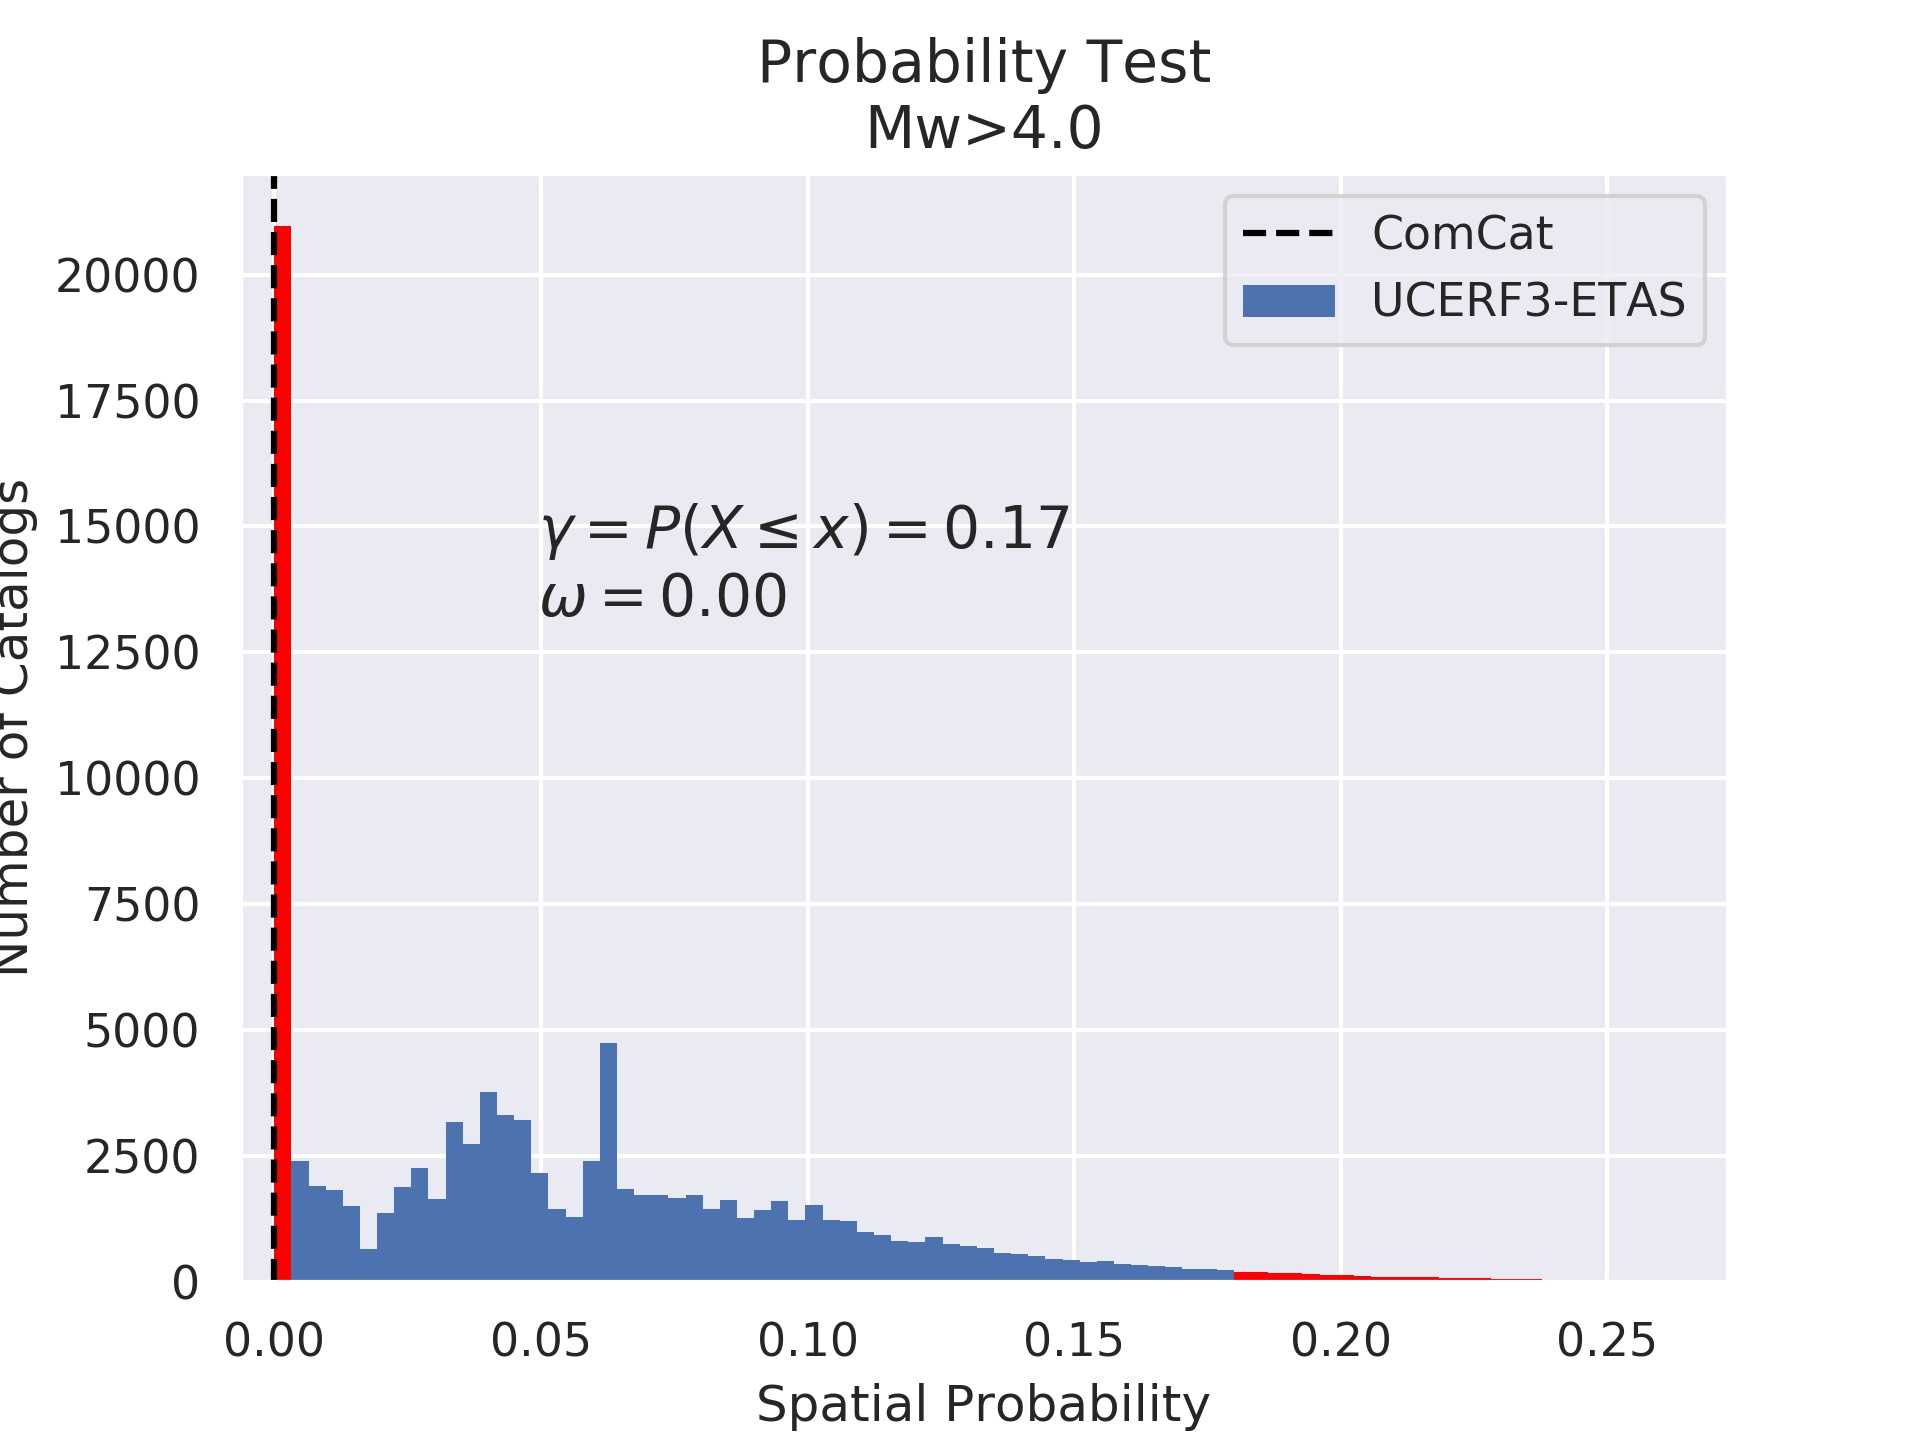 Probability Test
Mw>4.0
ComCat
UCERF3-ETAS
20000
17500
15000
12500
10000
7500
5000
2500
0
Number of Catalogs
γ = P(X ≤ x) = 0.17
ω = 0.00
0.00 0.05 0.10 0.15 0.20 0.25
Spatial Probability